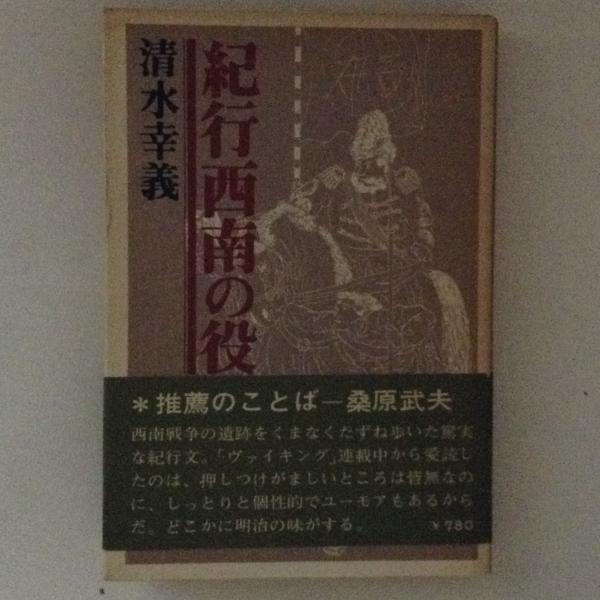 紀行西南の役
清水幸義
*推薦のことば―桑原武夫
西南戦争の遺跡をくまなくたずね歩いた篤実
な紀行文。「ヴァイキング」連載中から愛読し
たのは、押しつけがましいところは皆無なの
に、しっとりと個性的でユーモアもあるから
だ。どこかに明治の味がする。
¥780